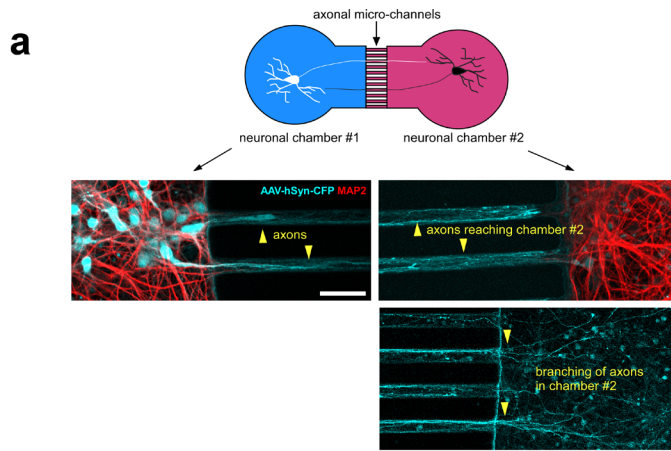 a
axonal micro-channels
neuronal chamber #1
neuronal chamber #2
AAV-hSyn-CFP MAP2
axons
axons reaching chamber #2
branching of axons
in chamber #2